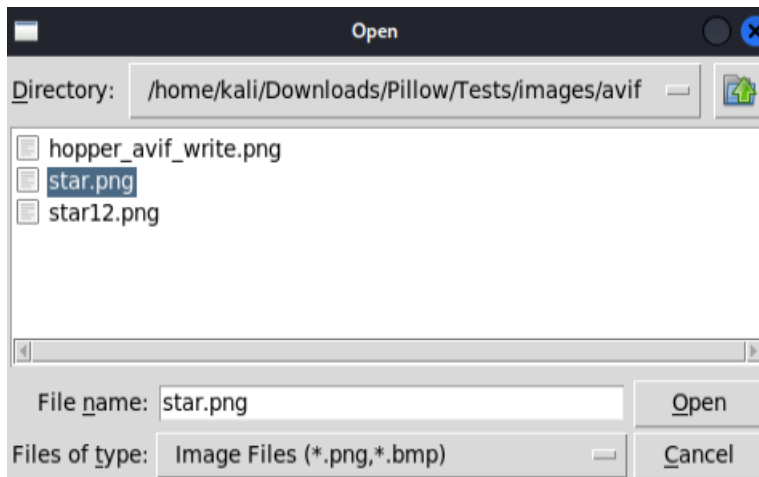 Open
Directory: /home/kali/Downloads/Pillow/Tests/images/avif
hopper_avif_write.png
star.png
star12.png
File name: star.png Open
Files of type: Image Files (*.png,*.bmp) Cancel